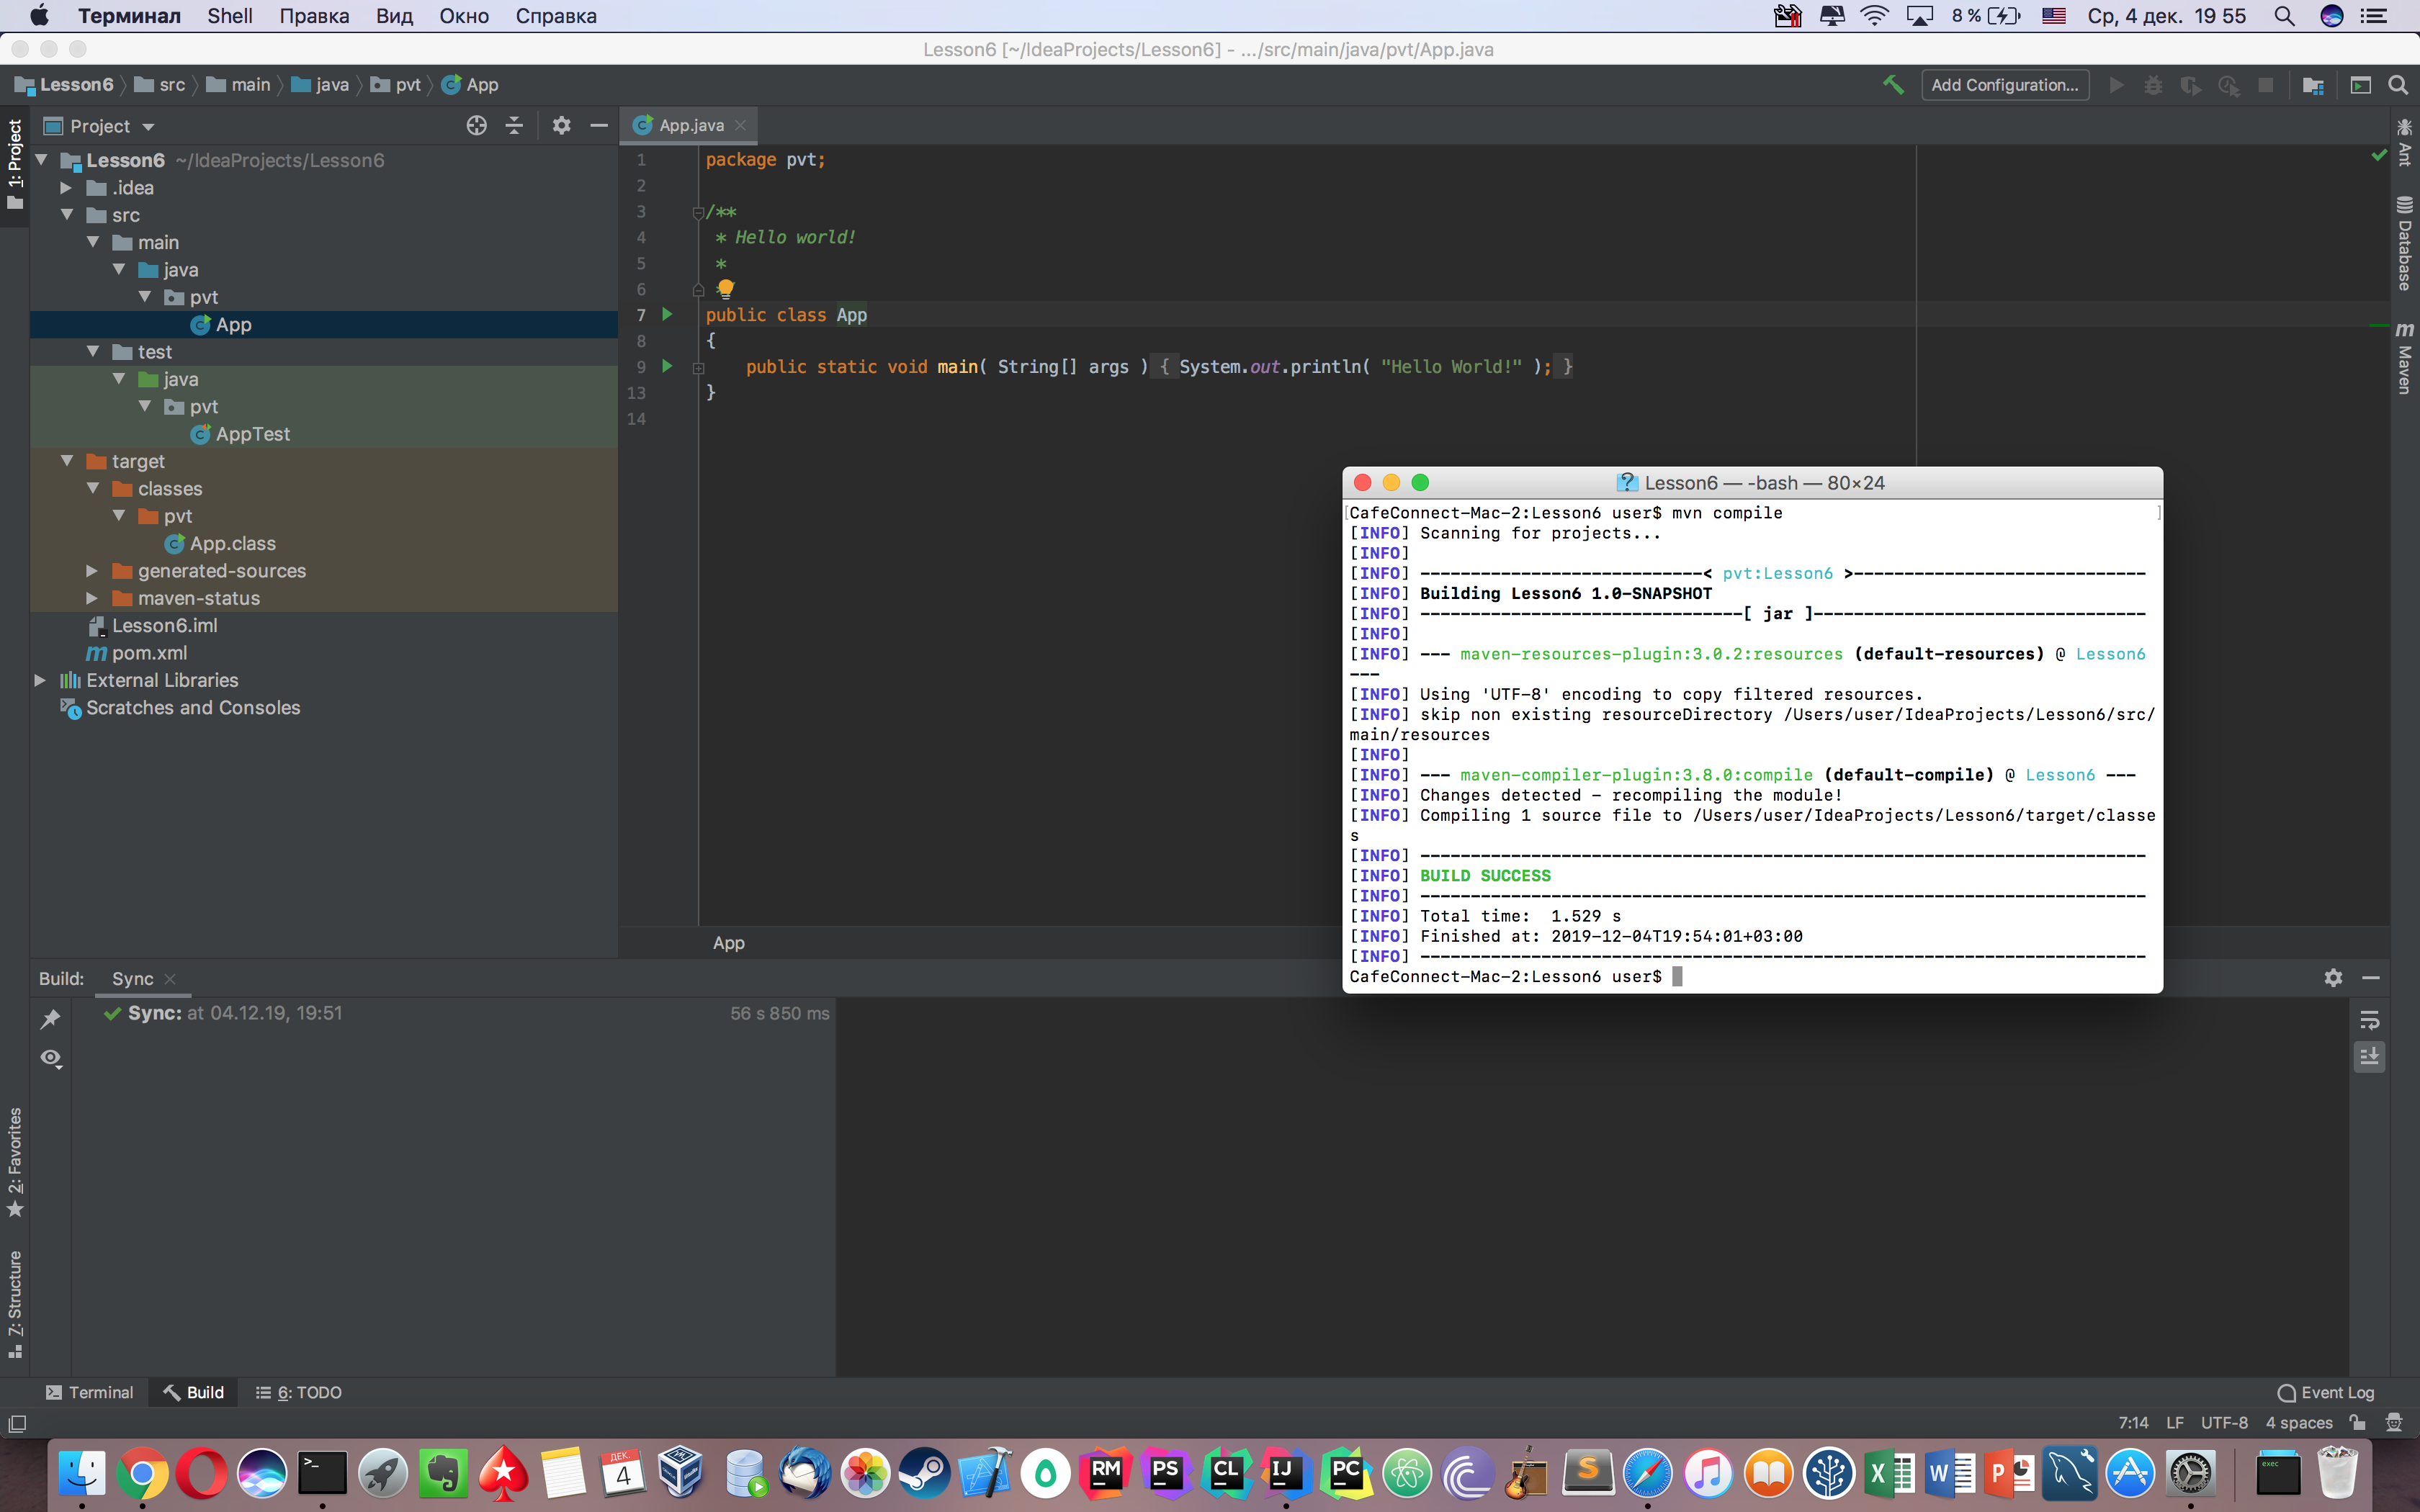 Терминал Shell Правка Вид Окно Справка 8 % Ср, 4 дек. 19 55
Lesson6 [~/IdeaProjects/Lesson6] - .../src/main/java/pvt/App.java
Lesson6 src main java pvt App Add Configuration...
1: Project
Project
App.java
Lesson6 ~/IdeaProjects/Lesson6
.idea
src
main
java
pvt
App
test
java
pvt
AppTest
target
classes
pvt
App.class
generated-sources
maven-status
Lesson6.iml
pom.xml
External Libraries
Scratches and Consoles
1 package pvt;
2
3 /**
4 * Hello world!
5 *
6
7 public class App
8 {
9 public static void main( String[] args ) { System.out.println( "Hello World!" ); }
13 }
14
App
Ant
Database
Maven
Lesson6 — -bash — 80×24
[CafeConnect-Mac-2:Lesson6 user$ mvn compile ]
[INFO] Scanning for projects...
[INFO]
[INFO] ----------------------------< pvt:Lesson6 >-----------------------------
[INFO] Building Lesson6 1.0-SNAPSHOT
[INFO] --------------------------------[ jar ]---------------------------------
[INFO]
[INFO] --- maven-resources-plugin:3.0.2:resources (default-resources) @ Lesson6
---
[INFO] Using 'UTF-8' encoding to copy filtered resources.
[INFO] skip non existing resourceDirectory /Users/user/IdeaProjects/Lesson6/src/
main/resources
[INFO]
[INFO] --- maven-compiler-plugin:3.8.0:compile (default-compile) @ Lesson6 ---
[INFO] Changes detected - recompiling the module!
[INFO] Compiling 1 source file to /Users/user/IdeaProjects/Lesson6/target/classe
s
[INFO] ------------------------------------------------------------------------
[INFO] BUILD SUCCESS
[INFO] ------------------------------------------------------------------------
[INFO] Total time:  1.529 s
[INFO] Finished at: 2019-12-04T19:54:01+03:00
[INFO] ------------------------------------------------------------------------
CafeConnect-Mac-2:Lesson6 user$
Build: Sync
Sync: at 04.12.19, 19:51 56 s 850 ms
2: Favorites
7: Structure
Terminal Build 6: TODO Event Log
7:14 LF UTF-8 4 spaces
ДЕК. 4 RM PS CL IJ PC S X W P exec